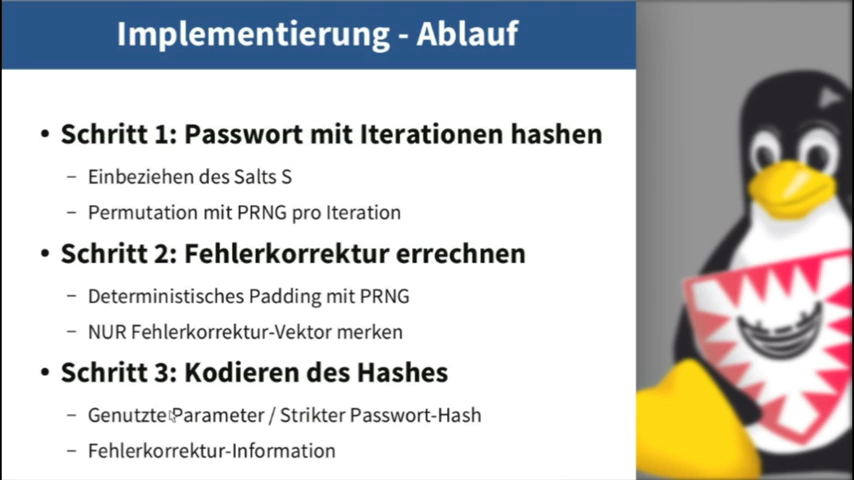 Implementierung - Ablauf
• Schritt 1: Passwort mit Iterationen hashen
– Einbeziehen des Salts S
– Permutation mit PRNG pro Iteration
• Schritt 2: Fehlerkorrektur errechnen
– Deterministisches Padding mit PRNG
– NUR Fehlerkorrektur-Vektor merken
• Schritt 3: Kodieren des Hashes
– Genutzte Parameter / Strikter Passwort-Hash
– Fehlerkorrektur-Information